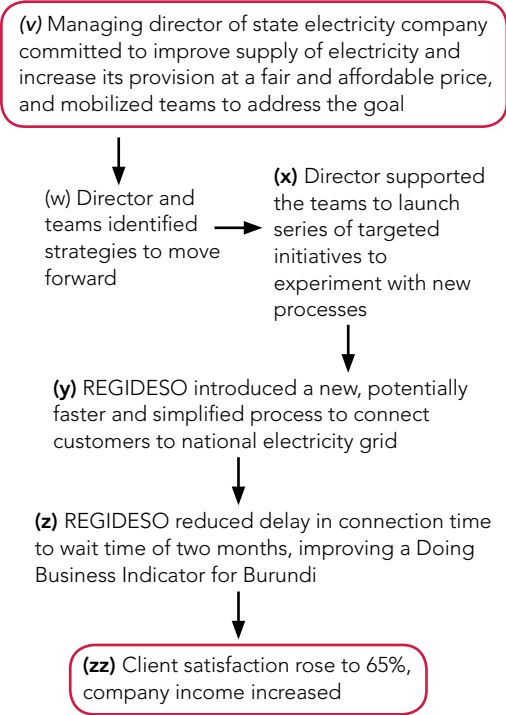 (v) Managing director of state electricity company
committed to improve supply of electricity and
increase its provision at a fair and affordable price,
and mobilized teams to address the goal
(w) Director and
teams identified
strategies to move
forward
(x) Director supported
the teams to launch
series of targeted
initiatives to
experiment with new
processes
(y) REGIDESO introduced a new, potentially
faster and simplified process to connect
customers to national electricity grid
(z) REGIDESO reduced delay in connection time
to wait time of two months, improving a Doing
Business Indicator for Burundi
(zz) Client satisfaction rose to 65%,
company income increased